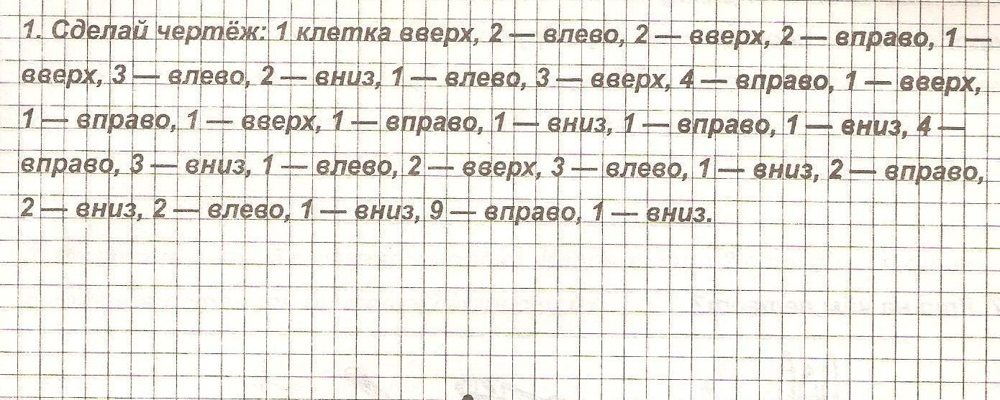 1. Сделай чертёж: 1 клетка вверх, 2 — влево, 2 — вверх, 2 — вправо, 1 —
вверх, 3 — влево, 2 — вниз, 1 — влево, 3 — вверх, 4 — вправо, 1 — вверх,
1 — вправо, 1 — вверх, 1 — вправо, 1 — вниз, 1 — вправо, 1 — вниз, 4 —
вправо, 3 — вниз, 1 — влево, 2 — вверх, 3 — влево, 1 — вниз, 2 — вправо,
2 — вниз, 2 — влево, 1 — вниз, 9 — вправо, 1 — вниз.